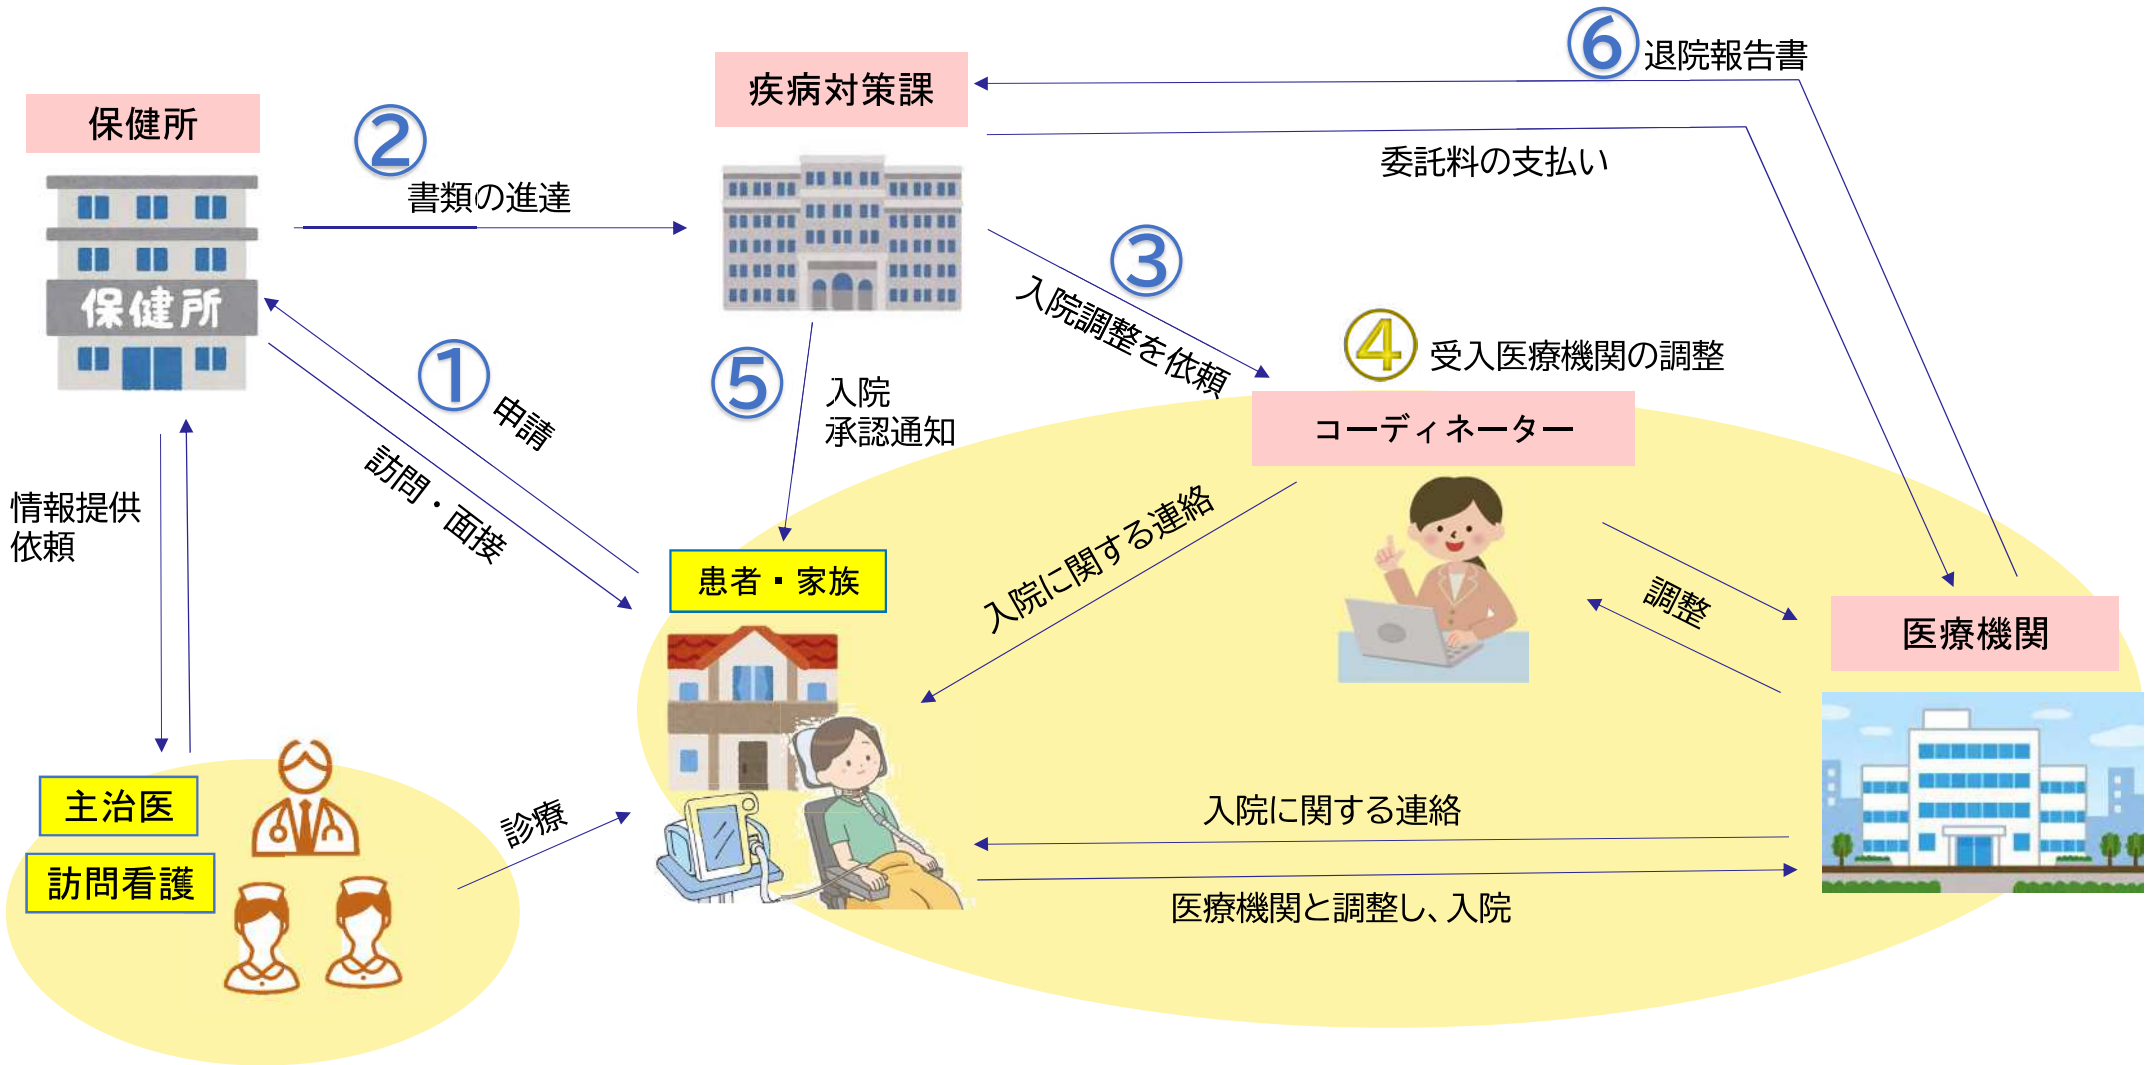 ⑥ 退院報告書
疾病対策課
保健所
②
書類の進達
委託料の支払い
③
入院調整を依頼
保健所
①
申請
訪問・面接
⑤
入院
承認通知
④ 受入医療機関の調整
コーディネーター
情報提供
依頼
入院に関する連絡
患者・家族
調整
医療機関
主治医
訪問看護
診療
入院に関する連絡
医療機関と調整し、入院